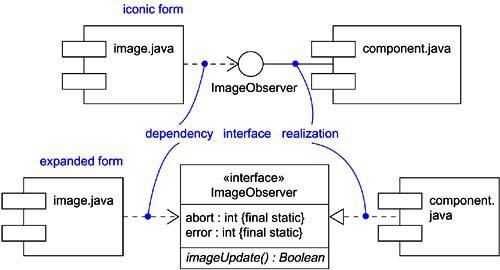 iconic form
image.java
component.java
ImageObserver
dependency interface realization
expanded form
image.java
«interface»
ImageObserver
abort : int {final static}
error : int {final static}
imageUpdate() : Boolean
component.
java